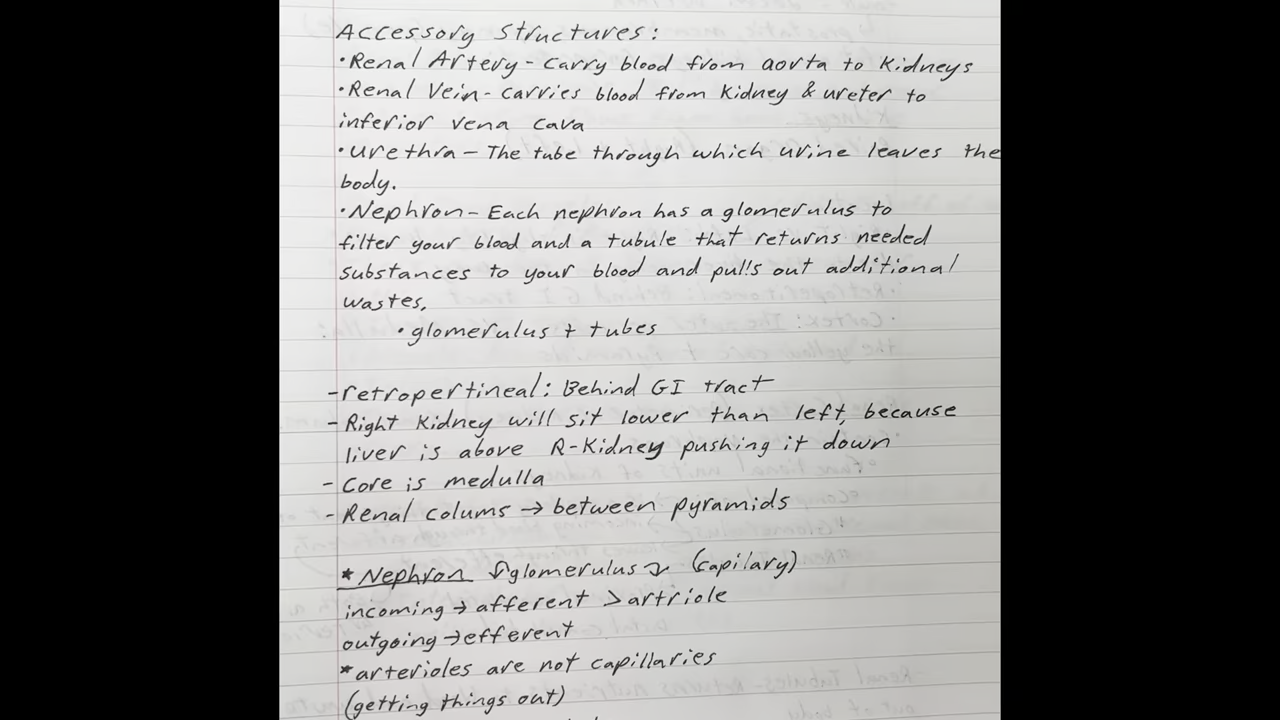 Accessory Structures:
•Renal Artery - Carry blood from aorta to Kidneys
•Renal Vein - carries blood from Kidney & ureter to
inferior vena cava
•urethra - The tube through which urine leaves the
body.
•Nephron - Each nephron has a glomerulus to
filter your blood and a tubule that returns needed
substances to your blood and pulls out additional
wastes.
•glomerulus + tubes
-retropertineal: Behind GI tract
-Right Kidney will sit lower than left, because
liver is above R-Kidney pushing it down
-Core is medulla
-Renal colums → between pyramids
*Nephron ↰glomerulus↴ (capilary)
incoming → afferent > artriole
outgoing → efferent
*arterioles are not capillaries
(getting things out)